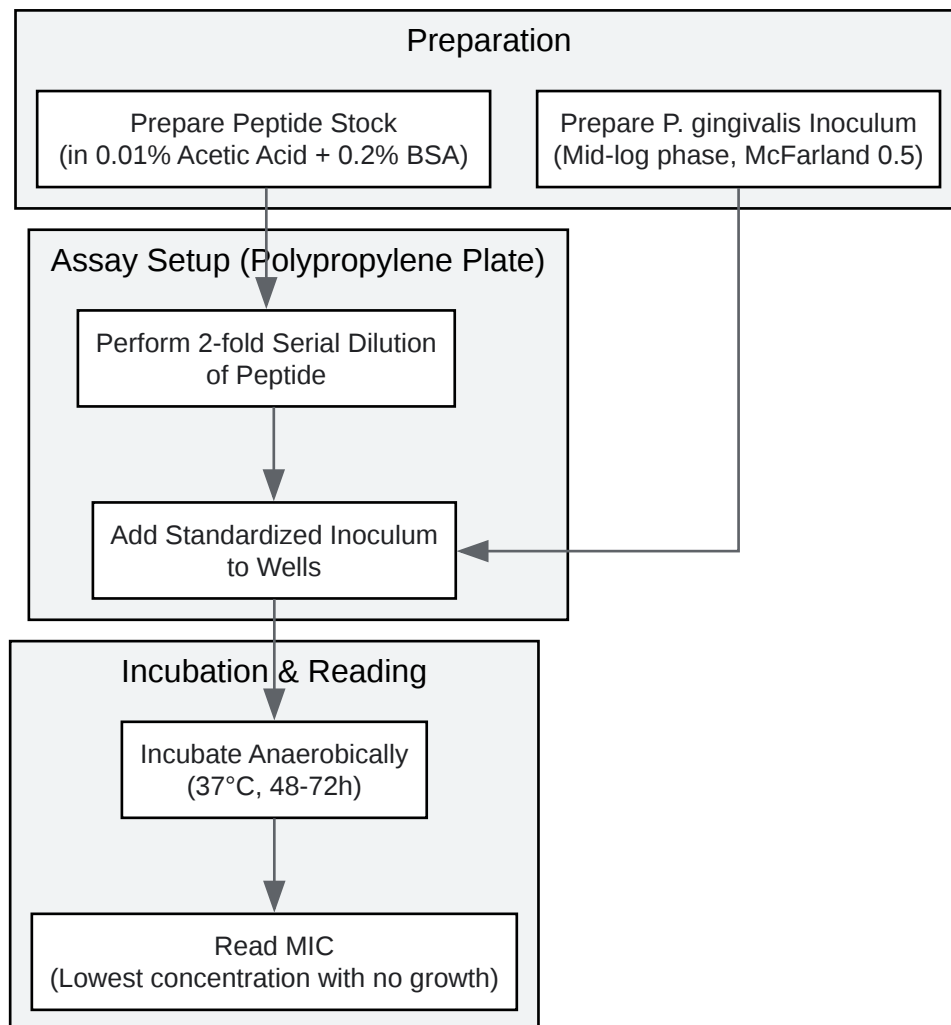 Preparation
Prepare Peptide Stock
(in 0.01% Acetic Acid + 0.2% BSA)
Prepare P. gingivalis Inoculum
(Mid-log phase, McFarland 0.5)
Assay Setup (Polypropylene Plate)
Perform 2-fold Serial Dilution
of Peptide
Add Standardized Inoculum
to Wells
Incubation & Reading
Incubate Anaerobically
(37°C, 48-72h)
Read MIC
(Lowest concentration with no growth)